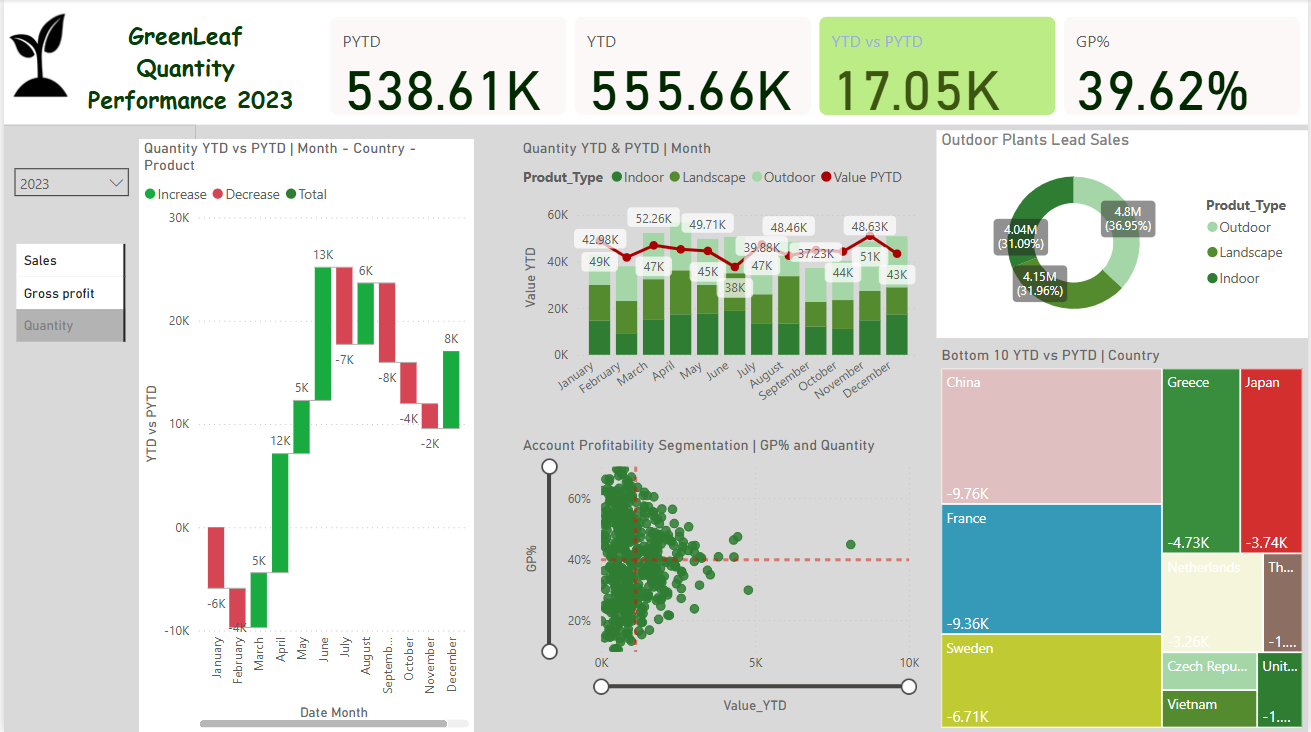 GreenLeaf
Quantity
Performance 2023
PYTD
538.61K
YTD
555.66K
YTD vs PYTD
17.05K
GP%
39.62%
2023
Sales
Gross profit
Quantity
Quantity YTD vs PYTD | Month - Country -
Product
Increase Decrease Total
YTD vs PYTD
30K
20K
10K
0K
-10K
-6K
-4K
5K
12K
5K
13K
-7K
6K
-8K
-4K
-2K
8K
January
February
March
April
May
June
July
August
Septemb...
October
November
December
Date Month
Quantity YTD & PYTD | Month
Produt_Type Indoor Landscape Outdoor Value PYTD
Value YTD
60K
40K
20K
0K
42.98K
52.26K
49.71K
39.88K
48.46K
37.23K
48.63K
49K
47K
45K
38K
47K
44K
51K
43K
January
February
March
April
May
June
July
August
September
October
November
December
Account Profitability Segmentation | GP% and Quantity
GP%
60%
40%
20%
0K
5K
10K
Value_YTD
Outdoor Plants Lead Sales
4.8M
(36.95%)
4.04M
(31.09%)
4.15M
(31.96%)
Produt_Type
Outdoor
Landscape
Indoor
Bottom 10 YTD vs PYTD | Country
China
-9.76K
France
-9.36K
Sweden
-6.71K
Greece
-4.73K
Japan
-3.74K
Netherlands
-3.26K
Th...
-1....
Czech Repu...
Vietnam
Unit...
-1....